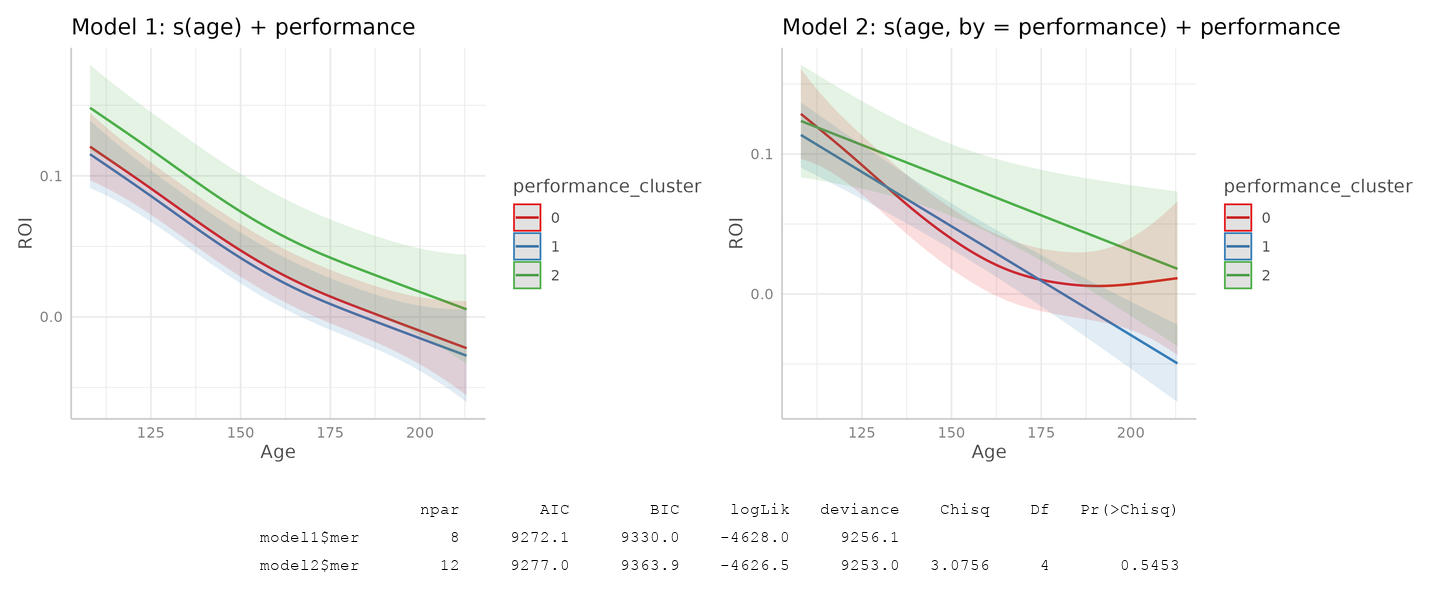 Model 1: s(age) + performance
0.1
0.0
ROI
125 150 175 200
Age
performance_cluster
0
1
2
Model 2: s(age, by = performance) + performance
0.1
0.0
ROI
125 150 175 200
Age
performance_cluster
0
1
2
npar AIC BIC logLik deviance Chisq Df Pr(>Chisq)
model1$mer 8 9272.1 9330.0 -4628.0 9256.1
model2$mer 12 9277.0 9363.9 -4626.5 9253.0 3.0756 4 0.5453